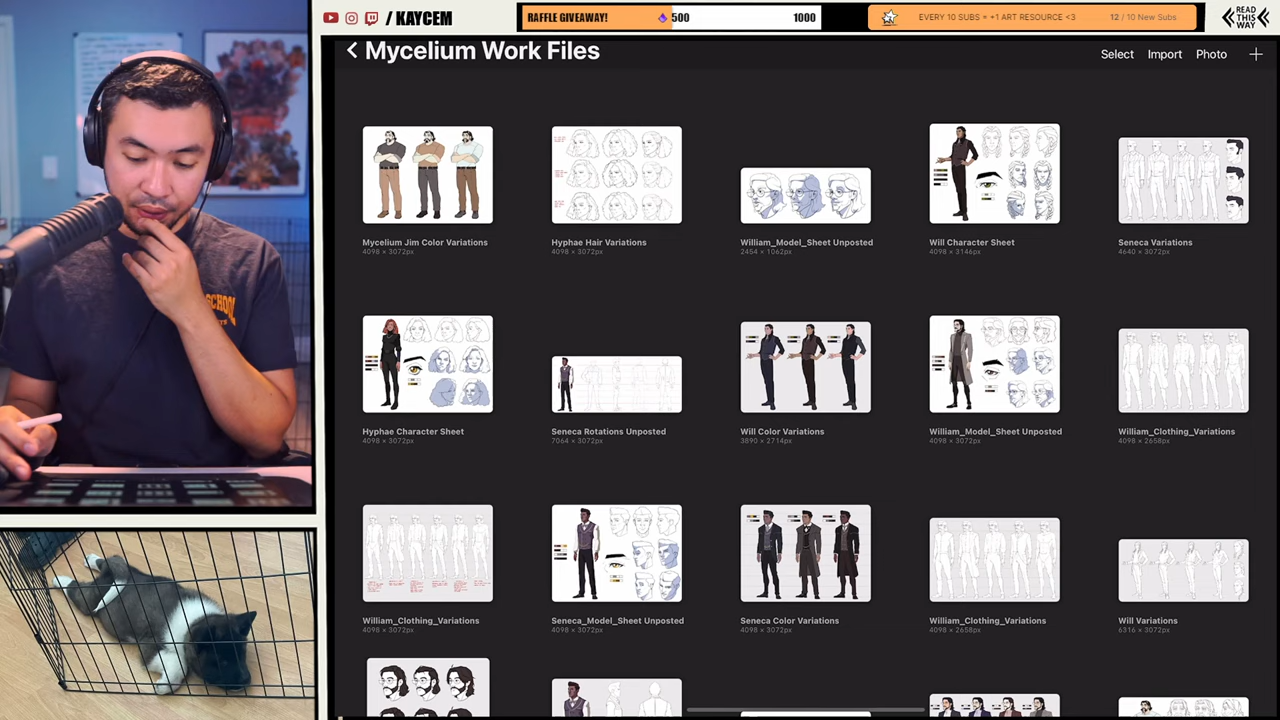 / KAYCEM
RAFFLE GIVEAWAY! 500 1000
EVERY 10 SUBS = +1 ART RESOURCE <3 12 / 10 New Subs
READ
THIS
WAY
Mycelium Work Files
Select Import Photo
SCHOOL
Mycelium Jim Color Variations
4098 × 3072px
Hyphae Hair Variations
4098 × 3072px
William_Model_Sheet Unposted
2454 × 1062px
Will Character Sheet
4098 × 3146px
Seneca Variations
4640 × 3072px
Hyphae Character Sheet
4098 × 3072px
Seneca Rotations Unposted
7064 × 3072px
Will Color Variations
3890 × 2714px
William_Model_Sheet Unposted
4098 × 3072px
William_Clothing_Variations
4098 × 2658px
William_Clothing_Variations
4098 × 3072px
Seneca_Model_Sheet Unposted
4098 × 3072px
Seneca Color Variations
4098 × 3072px
William_Clothing_Variations
4098 × 2658px
Will Variations
6316 × 3072px